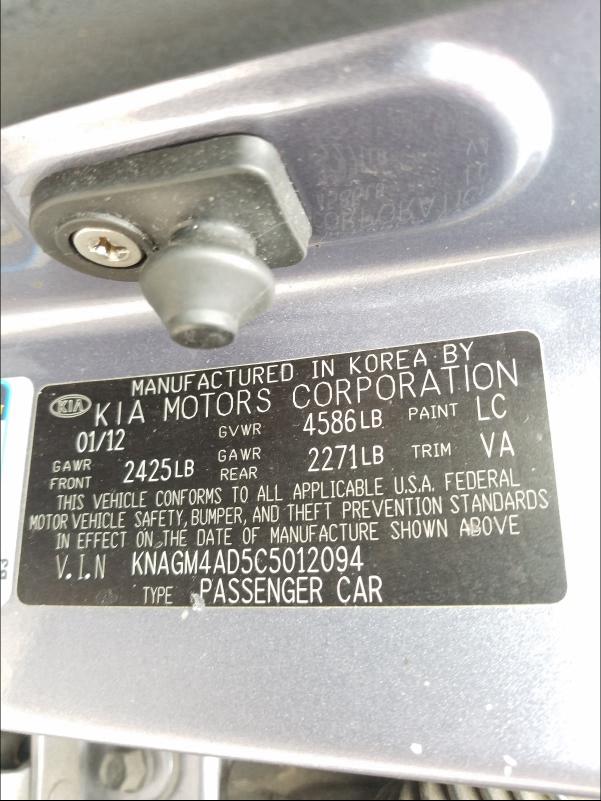 MANUFACTURED IN KOREA BY
KIA KIA MOTORS CORPORATION
01/12 GVWR 4586LB PAINT LC
GAWR FRONT 2425LB GAWR REAR 2271LB TRIM VA
THIS VEHICLE CONFORMS TO ALL APPLICABLE U.S.A. FEDERAL
MOTOR VEHICLE SAFETY, BUMPER, AND THEFT PREVENTION STANDARDS
IN EFFECT ON THE DATE OF MANUFACTURE SHOWN ABOVE
V.I.N KNAGM4AD5C5012094
TYPE PASSENGER CAR